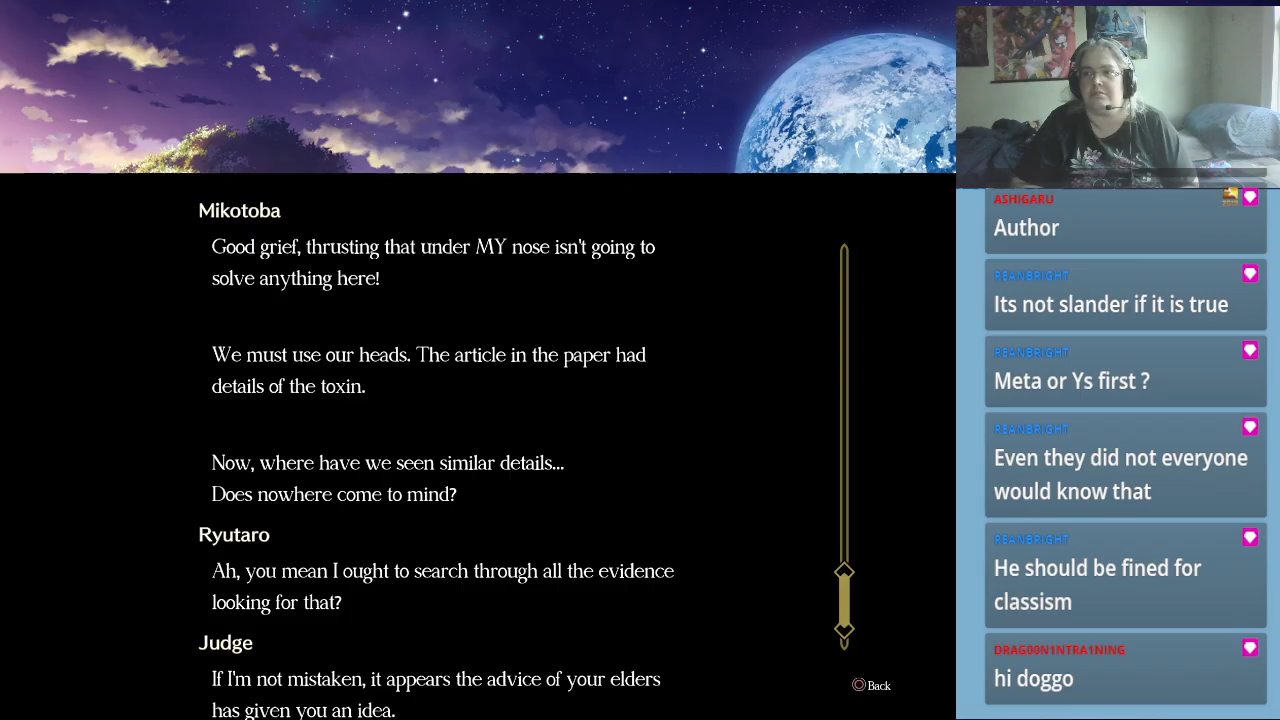 Mikotoba
Good grief, thrusting that under MY nose isn't going to
solve anything here!
We must use our heads. The article in the paper had
details of the toxin.
Now, where have we seen similar details...
Does nowhere come to mind?
Ryutaro
Ah, you mean I ought to search through all the evidence
looking for that?
Judge
If I'm not mistaken, it appears the advice of your elders
has given you an idea.
Back
ASHIGARU
Author
REANBRIGHT
Its not slander if it is true
REANBRIGHT
Meta or Ys first ?
REANBRIGHT
Even they did not everyone
would know that
REANBRIGHT
He should be fined for
classism
DRAG00N1NTRA1NING
hi doggo